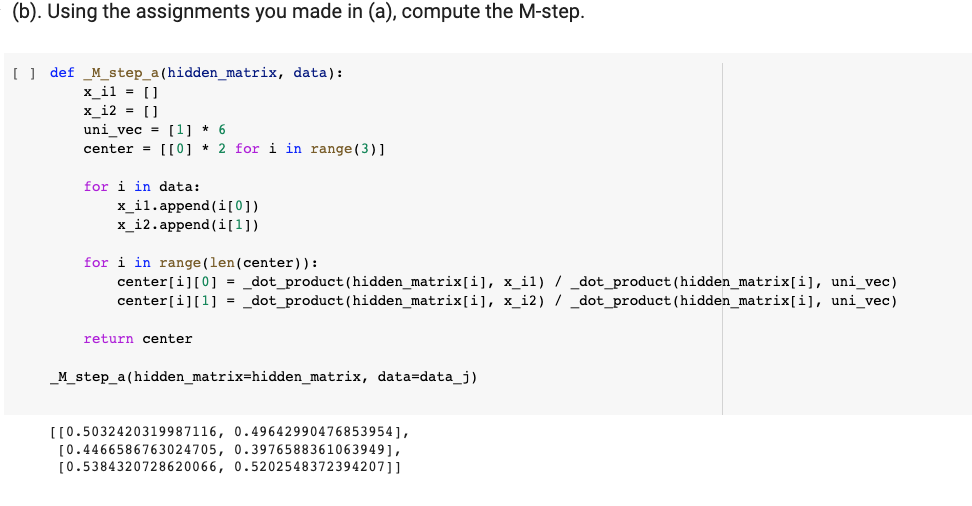 (b). Using the assignments you made in (a), compute the M-step.
[ ] def _M_step_a(hidden_matrix, data):
x_i1 = []
x_i2 = []
uni_vec = [1] * 6
center = [[0] * 2 for i in range(3)]
for i in data:
x_i1.append(i[0])
x_i2.append(i[1])
for i in range(len(center)):
center[i][0] = _dot_product(hidden_matrix[i], x_i1) / _dot_product(hidden_matrix[i], uni_vec)
center[i][1] = _dot_product(hidden_matrix[i], x_i2) / _dot_product(hidden_matrix[i], uni_vec)
return center
_M_step_a(hidden_matrix=hidden_matrix, data=data_j)
[[0.5032420319987116, 0.49642990476853954],
[0.4466586763024705, 0.3976588361063949],
[0.5384320728620066, 0.5202548372394207]]